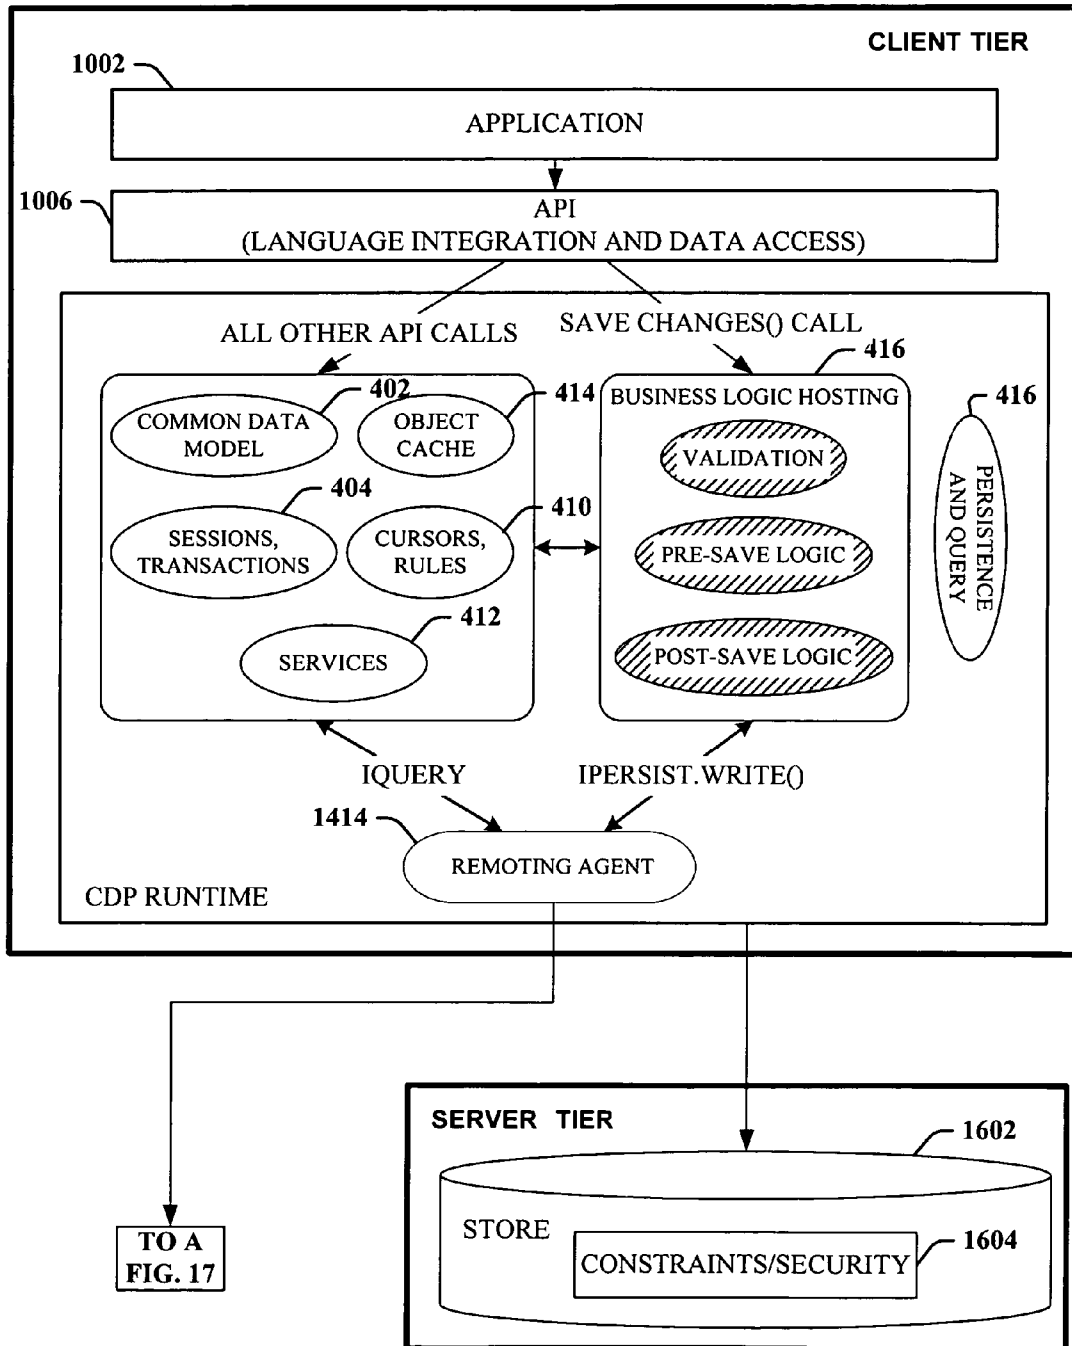 CLIENT TIER
1002
APPLICATION
1006
API
(LANGUAGE INTEGRATION AND DATA ACCESS)
ALL OTHER API CALLS
SAVE CHANGES() CALL
416
402
414
BUSINESS LOGIC HOSTING
416
COMMON DATA
MODEL
OBJECT
CACHE
VALIDATION
PERSISTENCE
AND QUERY
404
410
SESSIONS,
TRANSACTIONS
CURSORS,
RULES
PRE-SAVE LOGIC
412
SERVICES
POST-SAVE LOGIC
IQUERY
IPERSIST.WRITE()
1414
REMOTING AGENT
CDP RUNTIME
SERVER TIER
1602
STORE
1604
CONSTRAINTS/SECURITY
TO A
FIG. 17